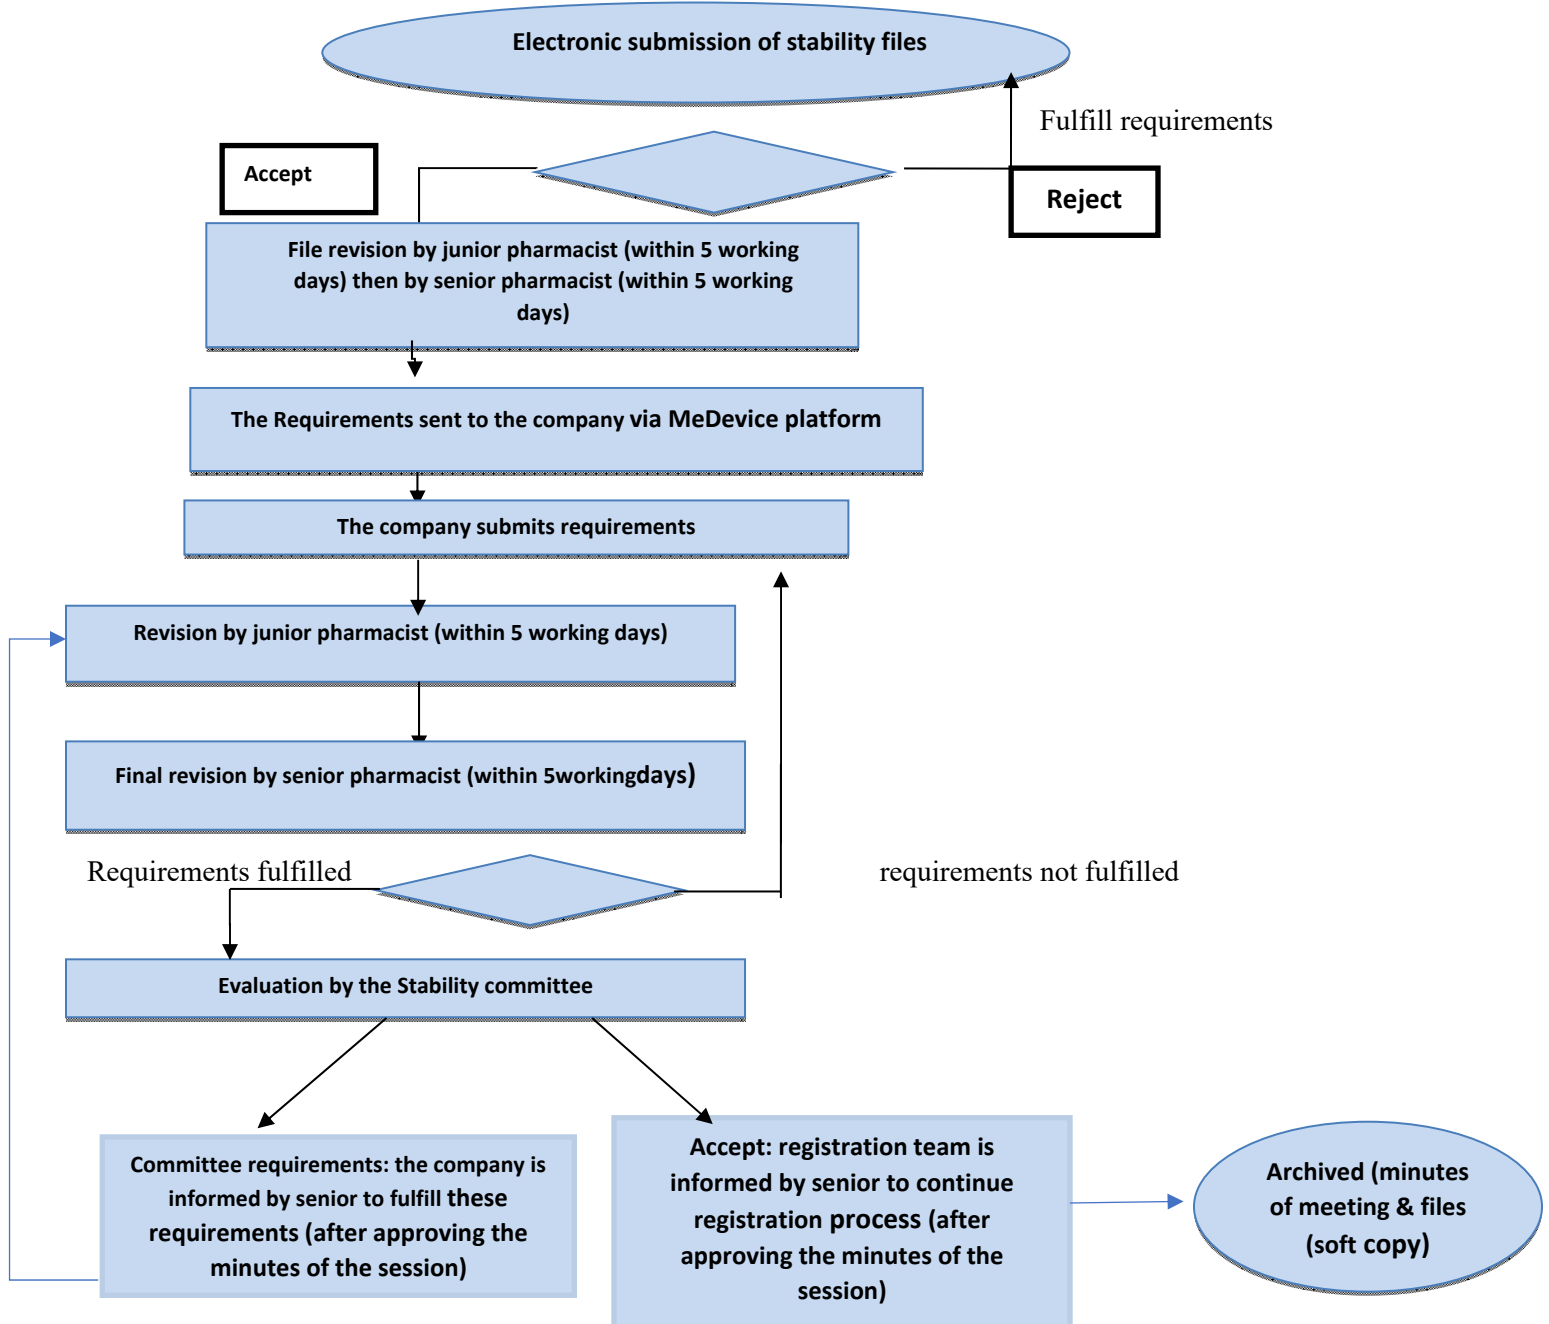 Electronic submission of stability files
Fulfill requirements
Accept
Reject
File revision by junior pharmacist (within 5 working
days) then by senior pharmacist (within 5 working
days)
The Requirements sent to the company via MeDevice platform
The company submits requirements
Revision by junior pharmacist (within 5 working days)
Final revision by senior pharmacist (within 5workingdays)
Requirements fulfilled
requirements not fulfilled
Evaluation by the Stability committee
Committee requirements: the company is
informed by senior to fulfill these
requirements (after approving the
minutes of the session)
Accept: registration team is
informed by senior to continue
registration process (after
approving the minutes of the
session)
Archived (minutes
of meeting & files
(soft copy)